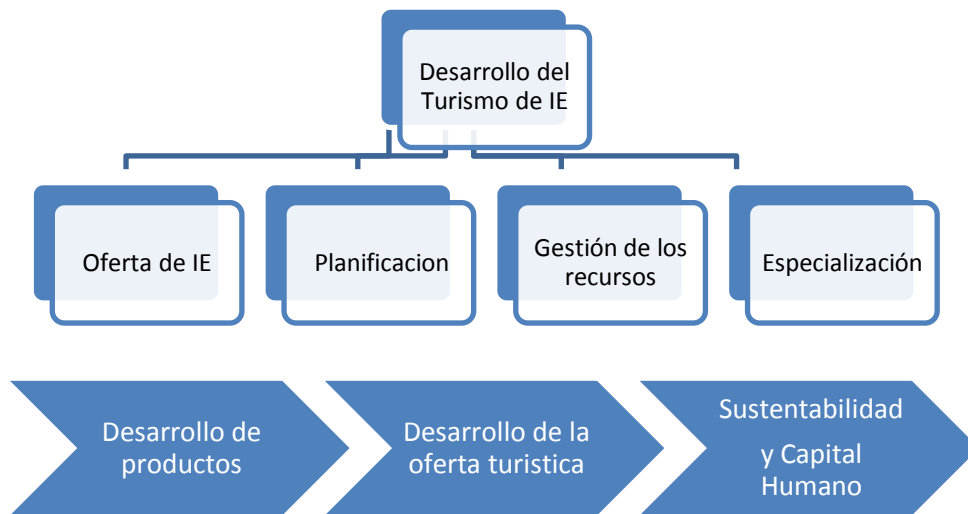 Desarrollo del
Turismo de IE
Oferta de IE
Planificacion
Gestión de los
recursos
Especialización
Desarrollo de
productos
Desarrollo de la
oferta turistica
Sustentabilidad
y Capital
Humano